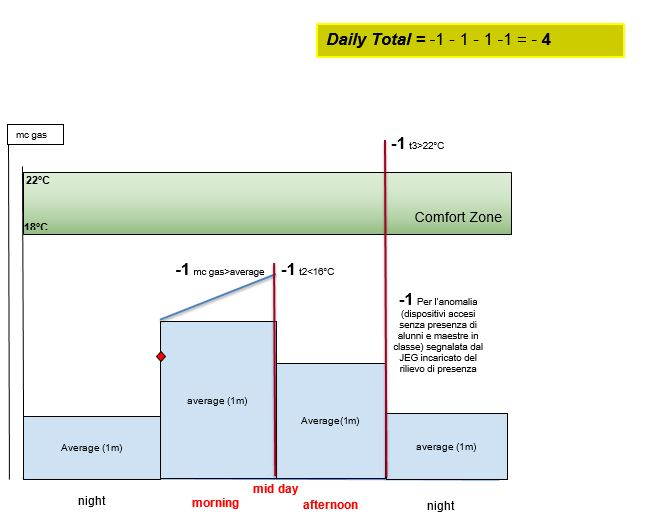 Daily Total = -1 - 1 - 1 -1 = - 4
mc gas
-1 t3>22°C
22°C
18°C
Comfort Zone
-1 mc gas>average
-1 t2<16°C
-1 Per l'anomalia
(dispositivi accesi
senza presenza di
alunni e maestre in
classe) segnalata dal
JEG incaricato del
rilievo di presenza
average (1m)
Average(1m)
Average (1m)
average (1m)
mid day
night
morning
afternoon
night